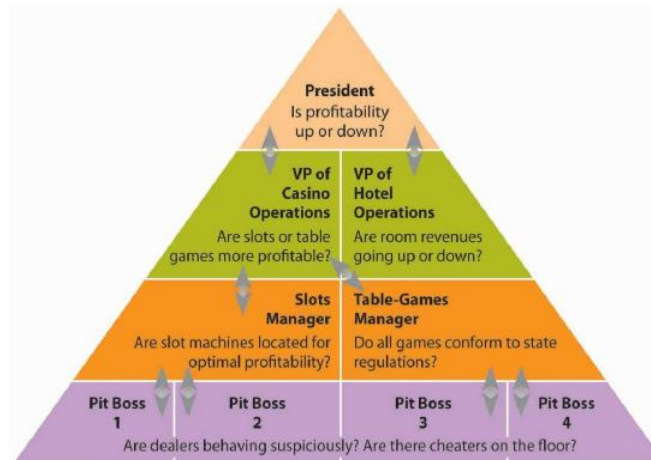 President
Is profitability
up or down?
VP of
Casino
Operations
Are slots or table
games more profitable?
VP of
Hotel
Operations
Are room revenues
going up or down?
Slots
Manager
Are slot machines located for
optimal profitability?
Table-Games
Manager
Do all games conform to state
regulations?
Pit Boss
1
Pit Boss
2
Pit Boss
3
Pit Boss
4
Are dealers behaving suspiciously? Are there cheaters on the floor?